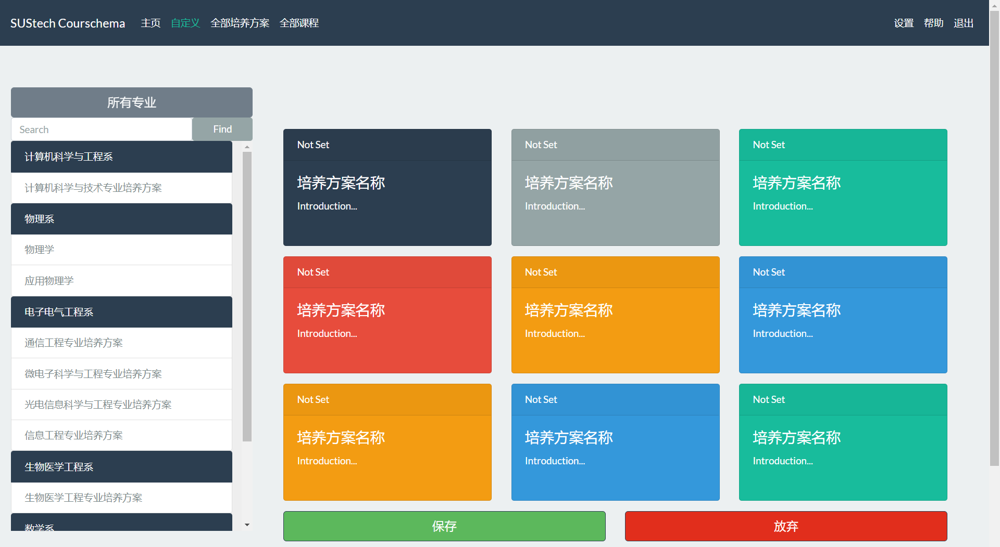 SUStech Courschema 主页 自定义 全部培养方案 全部课程 设置 帮助 退出
所有专业
Search Find
计算机科学与工程系
计算机科学与技术专业培养方案
物理系
物理学
应用物理学
电子电气工程系
通信工程专业培养方案
微电子科学与工程专业培养方案
光电信息科学与工程专业培养方案
信息工程专业培养方案
生物医学工程系
生物医学工程专业培养方案
数学系
Not Set
培养方案名称
Introduction...
Not Set
培养方案名称
Introduction...
Not Set
培养方案名称
Introduction...
Not Set
培养方案名称
Introduction...
Not Set
培养方案名称
Introduction...
Not Set
培养方案名称
Introduction...
Not Set
培养方案名称
Introduction...
Not Set
培养方案名称
Introduction...
Not Set
培养方案名称
Introduction...
保存 放弃